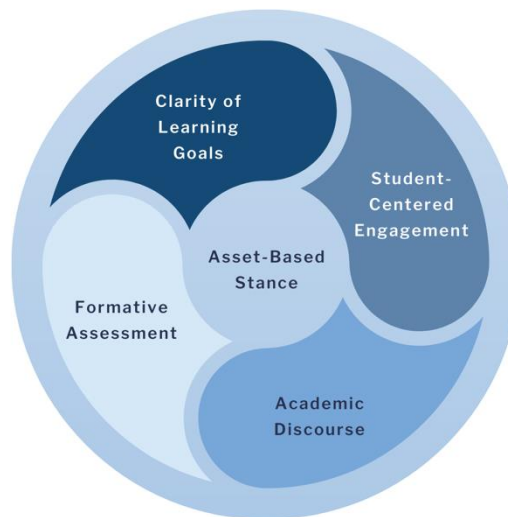 Clarity of
Learning
Goals
Student-
Centered
Engagement
Asset-Based
Stance
Formative
Assessment
Academic
Discourse